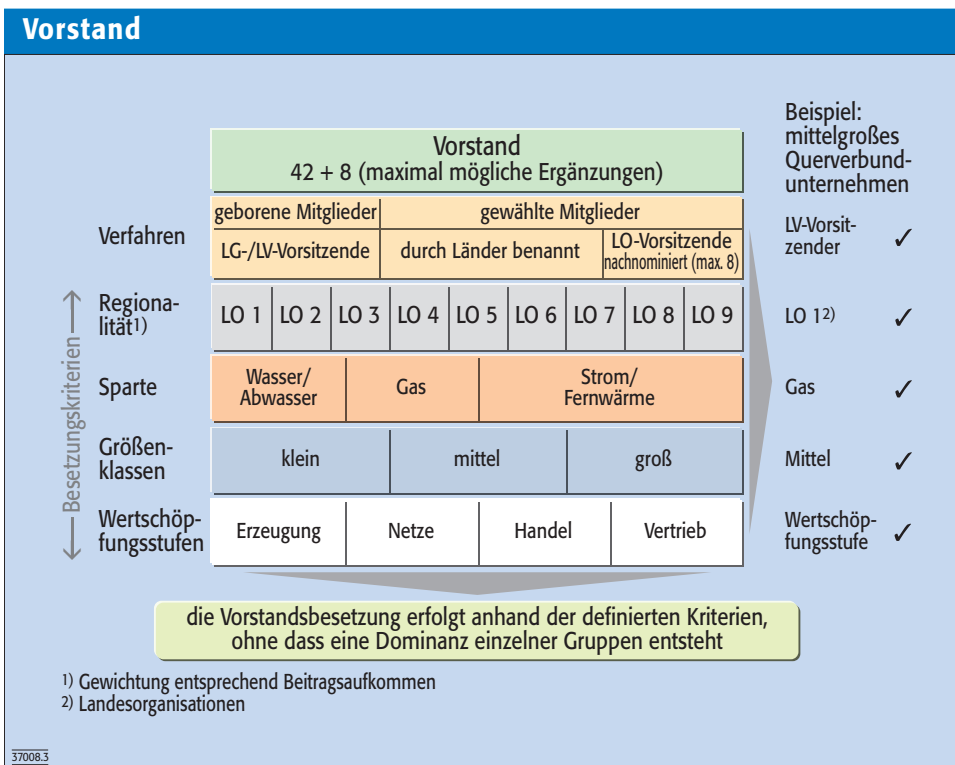 Vorstand
Beispiel:
mittelgroßes
Querverbund-
unternehmen
Vorstand
42 + 8 (maximal mögliche Ergänzungen)
Verfahren
geborene Mitglieder
gewählte Mitglieder
LG-/LV-Vorsitzende
durch Länder benannt
LO-Vorsitzende
nachnominiert (max. 8)
LV-Vorsit-
zender ✓
Besetzungskriterien
Regiona-
lität1)
LO 1 LO 2 LO 3 LO 4 LO 5 LO 6 LO 7 LO 8 LO 9
LO 12) ✓
Sparte
Wasser/
Abwasser
Gas
Strom/
Fernwärme
Gas ✓
Größen-
klassen
klein mittel groß
Mittel ✓
Wertschöp-
fungsstufen
Erzeugung Netze Handel Vertrieb
Wertschöp-
fungsstufe ✓
die Vorstandsbesetzung erfolgt anhand der definierten Kriterien,
ohne dass eine Dominanz einzelner Gruppen entsteht
1) Gewichtung entsprechend Beitragsaufkommen
2) Landesorganisationen
37008.3